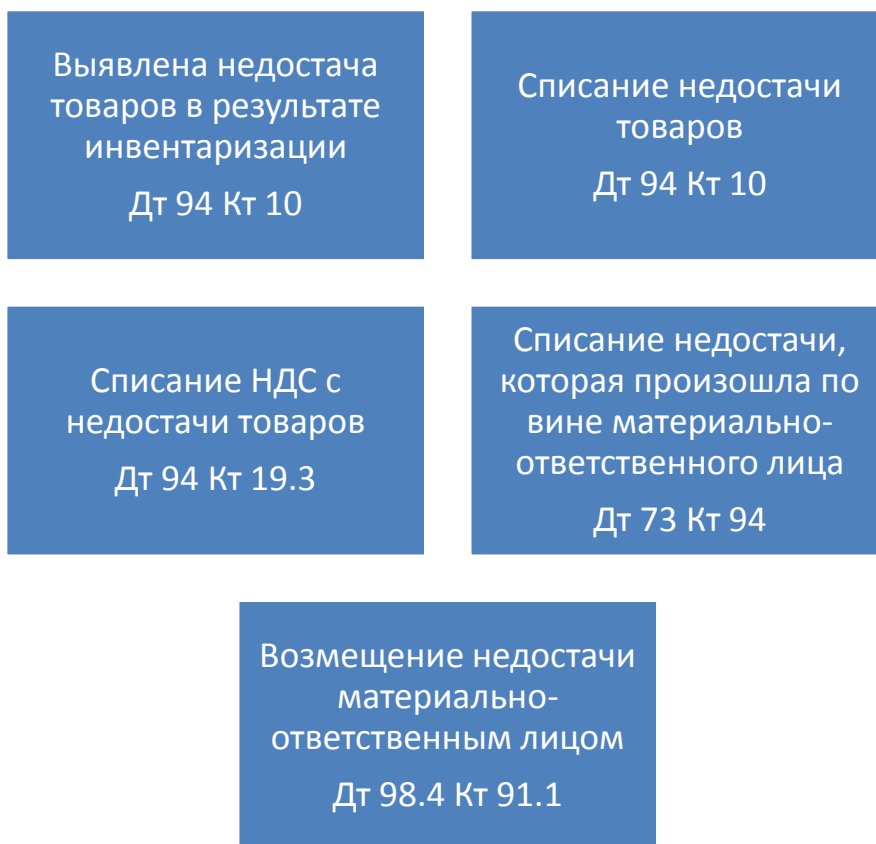 Выявлена недостача
товаров в результате
инвентаризации
Дт 94 Кт 10
Списание недостачи
товаров
Дт 94 Кт 10
Списание НДС с
недостачи товаров
Дт 94 Кт 19.3
Списание недостачи,
которая произошла по
вине материально-
ответственного лица
Дт 73 Кт 94
Возмещение недостачи
материально-
ответственным лицом
Дт 98.4 Кт 91.1